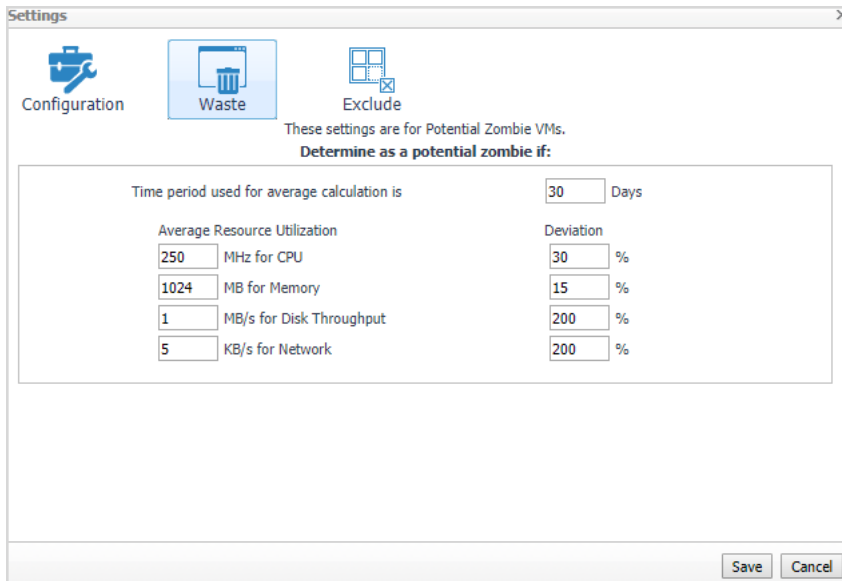 Settings
Configuration
Waste
Exclude
These settings are for Potential Zombie VMs.
Determine as a potential zombie if:
Time period used for average calculation is 30 Days
Average Resource Utilization Deviation
250 MHz for CPU 30 %
1024 MB for Memory 15 %
1 MB/s for Disk Throughput 200 %
5 KB/s for Network 200 %
Save Cancel